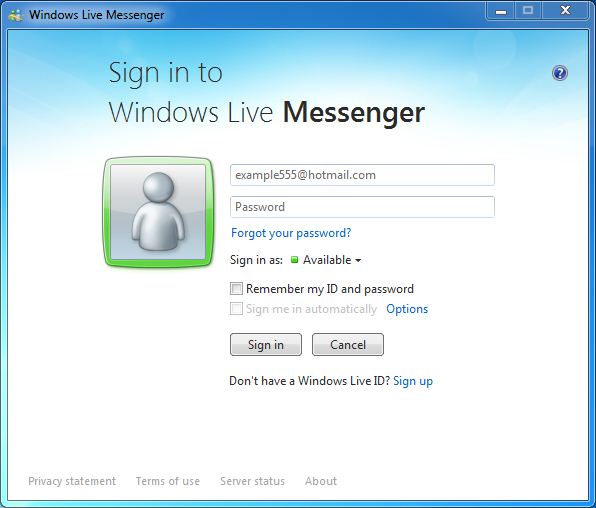 Windows Live Messenger
Sign in to
Windows Live Messenger
?
example555@hotmail.com
Password
Forgot your password?
Sign in as: Available
Remember my ID and password
Sign me in automatically Options
Sign in Cancel
Don't have a Windows Live ID? Sign up
Privacy statement Terms of use Server status About